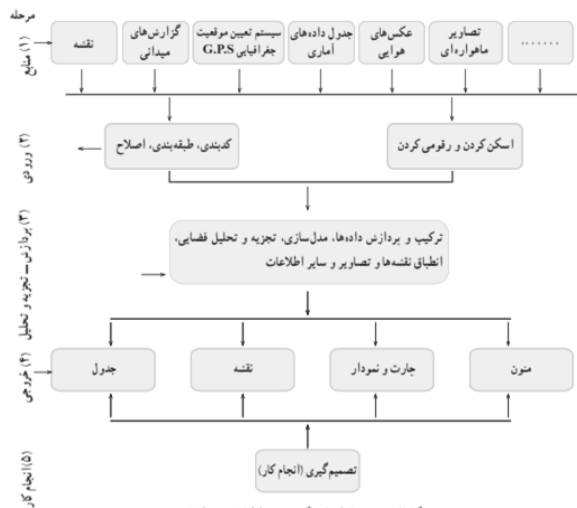 مرحله
(۱) منابع
نقشه
گزارش‌های
میدانی
سیستم تعیین موقعیت
جغرافیایی G.P.S
جدول داده‌های
آماری
عکس‌های
هوایی
تصاویر
ماهواره‌ای
.......
(۲) ورودی
کدبندی، طبقه‌بندی، اصلاح
اسکن کردن و رقومی کردن
(۳) پردازش – تجزیه و تحلیل
ترکیب و پردازش داده‌ها، مدل‌سازی، تجزیه و تحلیل فضایی،
انطباق نقشه‌ها و تصاویر و سایر اطلاعات
(۴) خروجی
جدول
نقشه
چارت و نمودار
متون
(۵) انجام کار
تصمیم‌گیری (انجام کار)